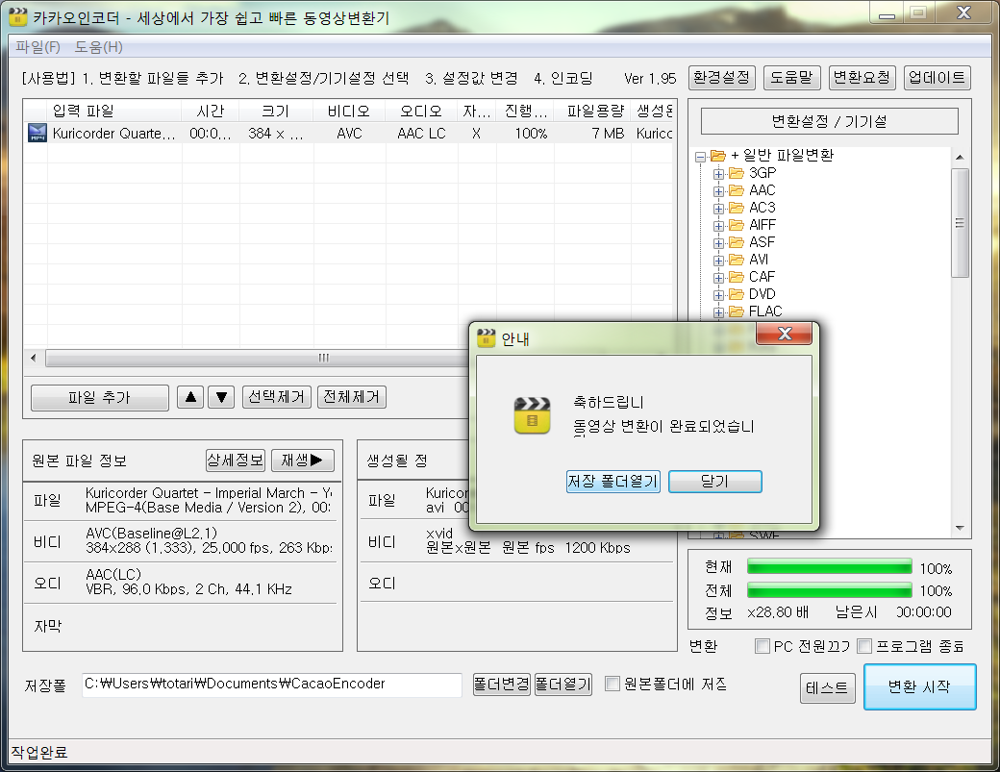 카카오인코더 - 세상에서 가장 쉽고 빠른 동영상변환기
파일(F) 도움(H)
[사용법] 1. 변환할 파일들 추가 2. 변환설정/기기설정 선택 3. 설정값 변경 4. 인코딩 Ver 1.95 환경설정 도움말 변환요청 업데이트
입력 파일 시간 크기 비디오 오디오 자... 진행... 파일용량 생성된
MP4 Kuricorder Quarte... 00:0... 384 x ... AVC AAC LC X 100% 7 MB Kuricc
변환설정 / 기기설
+ 일반 파일변환
3GP
AAC
AC3
AIFF
ASF
AVI
CAF
DVD
FLAC
SWF
안내
축하드립니
동영상 변환이 완료되었습니
저장 폴더열기 닫기
파일 추가 ▲ ▼ 선택제거 전체제거
원본 파일 정보 상세정보 재생▶
파일 Kuricorder Quartet - Imperial March - Yo
MPEG-4(Base Media / Version 2), 00:
비디 AVC(Baseline@L2.1)
384x288 (1.333), 25.000 fps, 263 Kbps
오디 AAC(LC)
VBR, 96.0 Kbps, 2 Ch, 44.1 KHz
자막
생성될 정
파일 Kuricor
avi 00
비디 xvid
원본x원본 원본 fps 1200 Kbps
오디
현재 100%
전체 100%
정보 x28.80 배 남은시 00:00:00
변환 PC 전원끄기 프로그램 종료
저장폴 C:₩Users₩totari₩Documents₩CacaoEncoder 폴더변경 폴더열기 원본폴더에 저장
테스트 변환 시작
작업완료